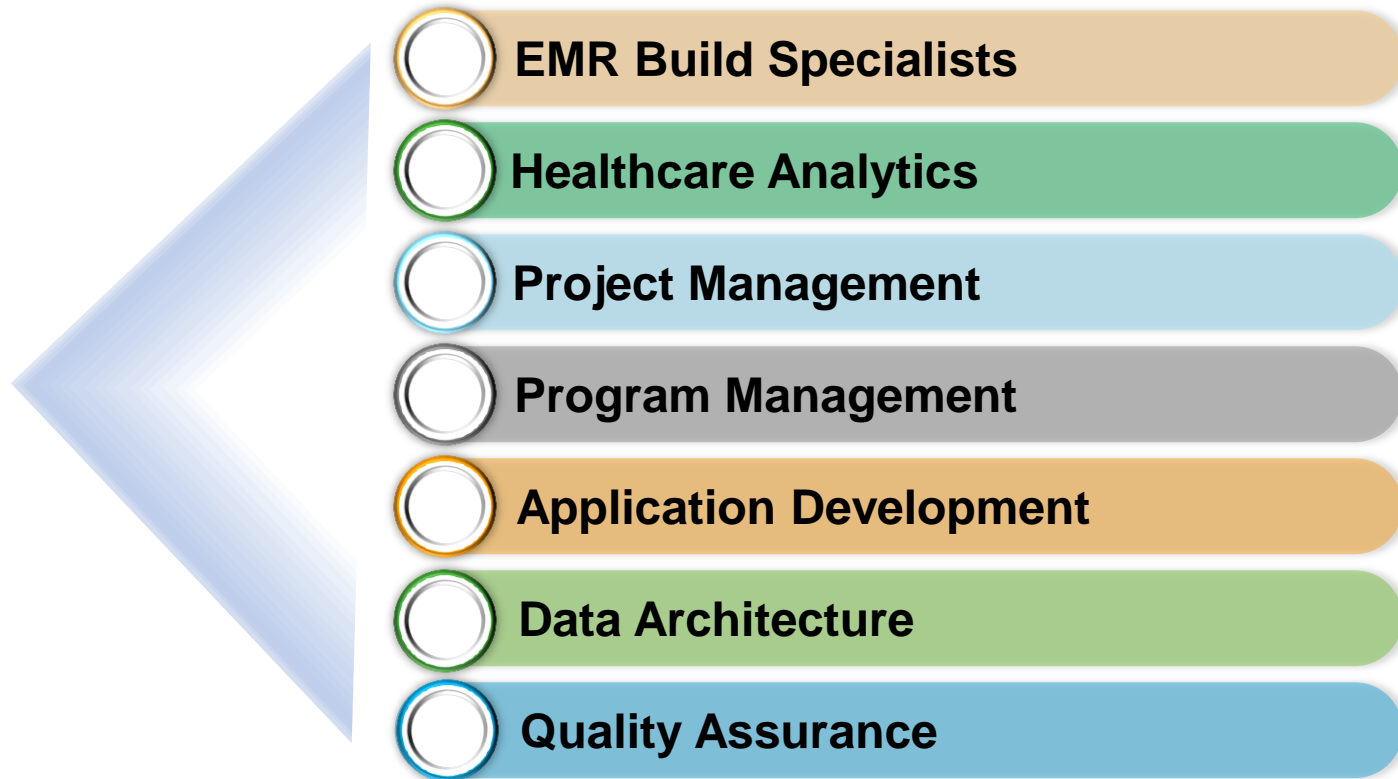 EMR Build Specialists
Healthcare Analytics
Project Management
Program Management
Application Development
Data Architecture
Quality Assurance